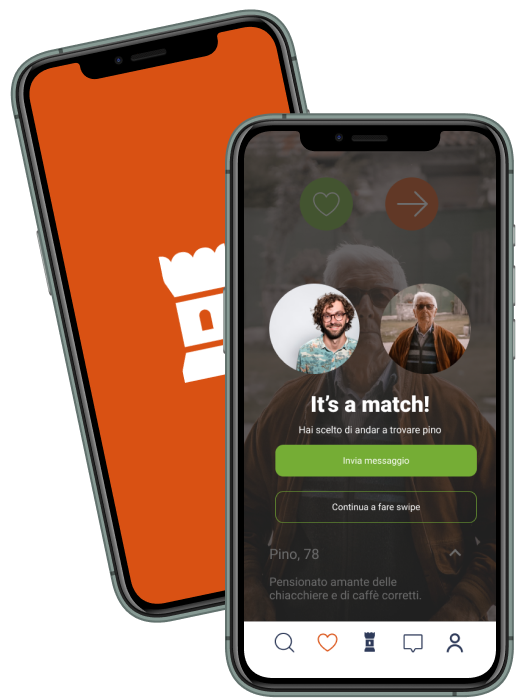 It's a match!
Hai scelto di andar a trovare pino
Invia messaggio
Continua a fare swipe
Pino, 78
Pensionato amante delle
chiacchiere e di caffè corretti.